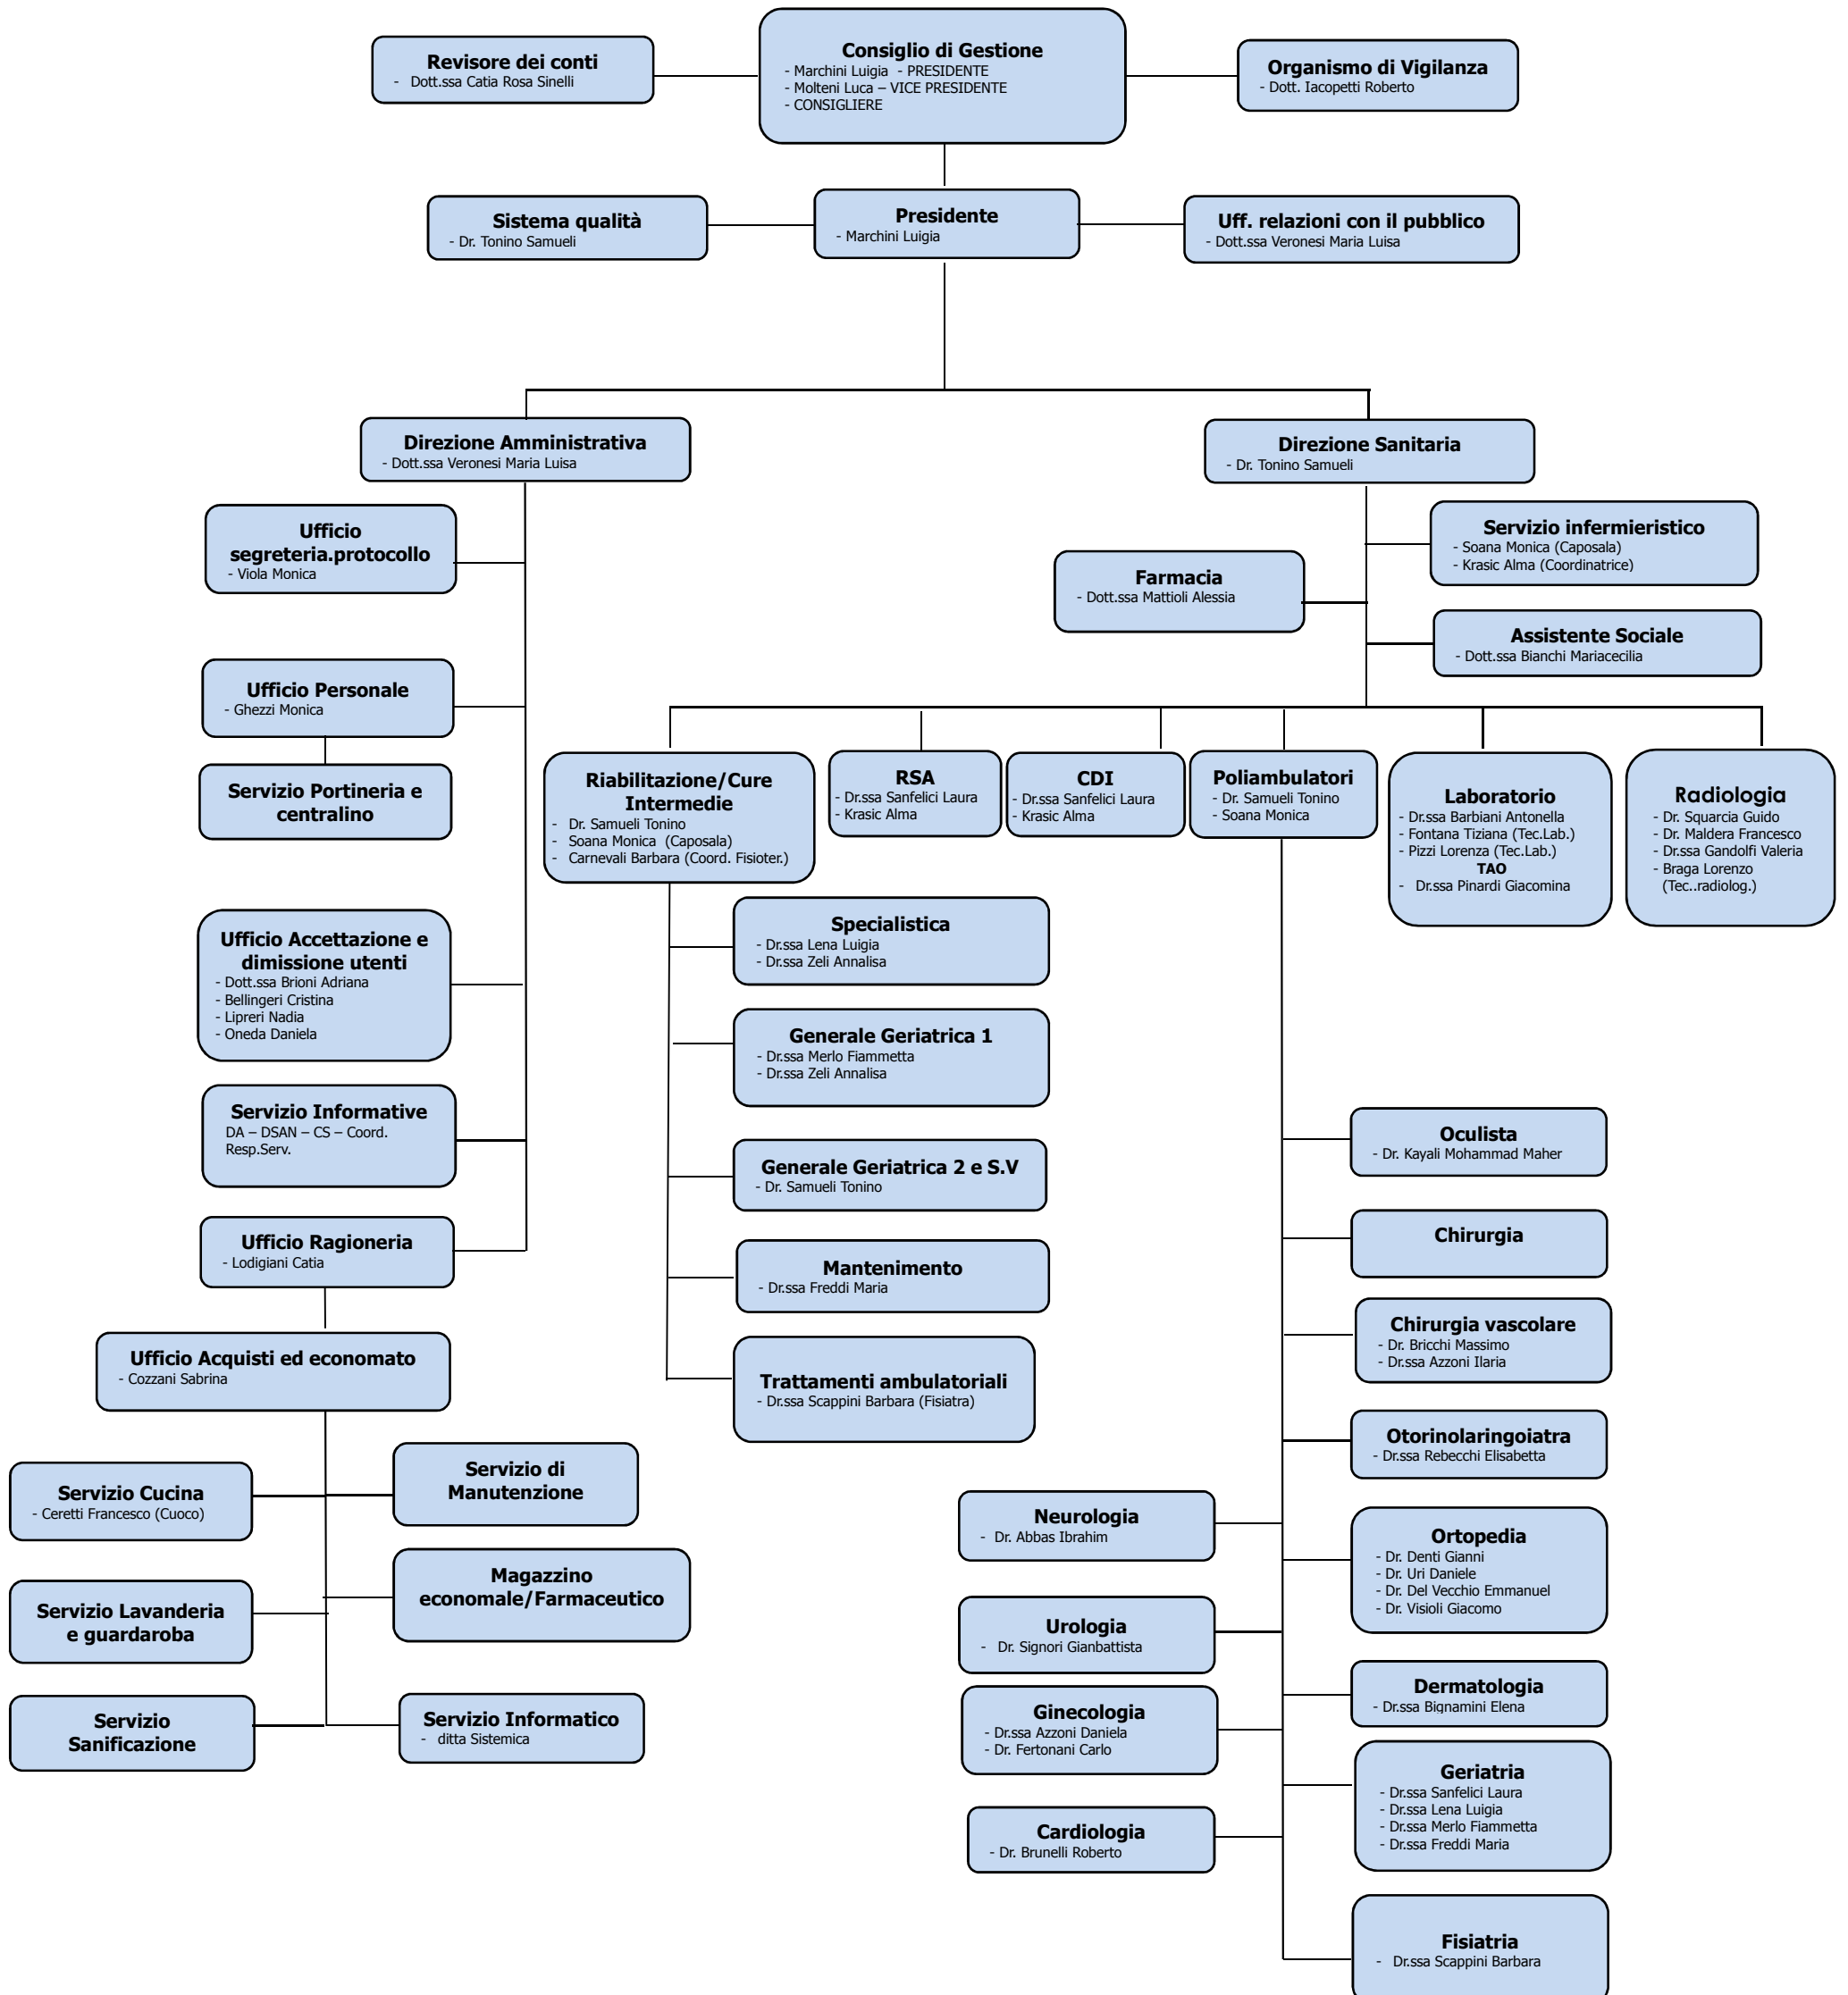 Consiglio di Gestione
- Marchini Luigia - PRESIDENTE
- Molteni Luca – VICE PRESIDENTE
- CONSIGLIERE
Revisore dei conti
- Dott.ssa Catia Rosa Sinelli
Organismo di Vigilanza
- Dott. Iacopetti Roberto
Sistema qualità
- Dr. Tonino Samueli
Presidente
- Marchini Luigia
Uff. relazioni con il pubblico
- Dott.ssa Veronesi Maria Luisa
Direzione Amministrativa
- Dott.ssa Veronesi Maria Luisa
Direzione Sanitaria
- Dr. Tonino Samueli
Ufficio
segreteria.protocollo
- Viola Monica
Servizio infermieristico
- Soana Monica (Caposala)
- Krasic Alma (Coordinatrice)
Farmacia
- Dott.ssa Mattioli Alessia
Assistente Sociale
- Dott.ssa Bianchi Mariacecilia
Ufficio Personale
- Ghezzi Monica
Servizio Portineria e
centralino
Riabilitazione/Cure
Intermedie
- Dr. Samueli Tonino
- Soana Monica (Caposala)
- Carnevali Barbara (Coord. Fisioter.)
RSA
- Dr.ssa Sanfelici Laura
- Krasic Alma
CDI
- Dr.ssa Sanfelici Laura
- Krasic Alma
Poliambulatori
- Dr. Samueli Tonino
- Soana Monica
Laboratorio
- Dr.ssa Barbiani Antonella
- Fontana Tiziana (Tec.Lab.)
- Pizzi Lorenza (Tec.Lab.)
TAO
- Dr.ssa Pinardi Giacomina
Radiologia
- Dr. Squarcia Guido
- Dr. Maldera Francesco
- Dr.ssa Gandolfi Valeria
- Braga Lorenzo
(Tec..radiolog.)
Ufficio Accettazione e
dimissione utenti
- Dott.ssa Brioni Adriana
- Bellingeri Cristina
- Lipreri Nadia
- Oneda Daniela
Servizio Informative
DA – DSAN – CS – Coord.
Resp.Serv.
Ufficio Ragioneria
- Lodigiani Catia
Ufficio Acquisti ed economato
- Cozzani Sabrina
Servizio Cucina
- Ceretti Francesco (Cuoco)
Servizio di
Manutenzione
Servizio Lavanderia
e guardaroba
Magazzino
economale/Farmaceutico
Servizio
Sanificazione
Servizio Informatico
- ditta Sistemica
Specialistica
- Dr.ssa Lena Luigia
- Dr.ssa Zeli Annalisa
Generale Geriatrica 1
- Dr.ssa Merlo Fiammetta
- Dr.ssa Zeli Annalisa
Generale Geriatrica 2 e S.V
- Dr. Samueli Tonino
Mantenimento
- Dr.ssa Freddi Maria
Trattamenti ambulatoriali
- Dr.ssa Scappini Barbara (Fisiatra)
Oculista
- Dr. Kayali Mohammad Maher
Chirurgia
Chirurgia vascolare
- Dr. Bricchi Massimo
- Dr.ssa Azzoni Ilaria
Otorinolaringoiatra
- Dr.ssa Rebecchi Elisabetta
Neurologia
- Dr. Abbas Ibrahim
Ortopedia
- Dr. Denti Gianni
- Dr. Uri Daniele
- Dr. Del Vecchio Emmanuel
- Dr. Visioli Giacomo
Urologia
- Dr. Signori Gianbattista
Dermatologia
- Dr.ssa Bignamini Elena
Ginecologia
- Dr.ssa Azzoni Daniela
- Dr. Fertonani Carlo
Geriatria
- Dr.ssa Sanfelici Laura
- Dr.ssa Lena Luigia
- Dr.ssa Merlo Fiammetta
- Dr.ssa Freddi Maria
Cardiologia
- Dr. Brunelli Roberto
Fisiatria
- Dr.ssa Scappini Barbara